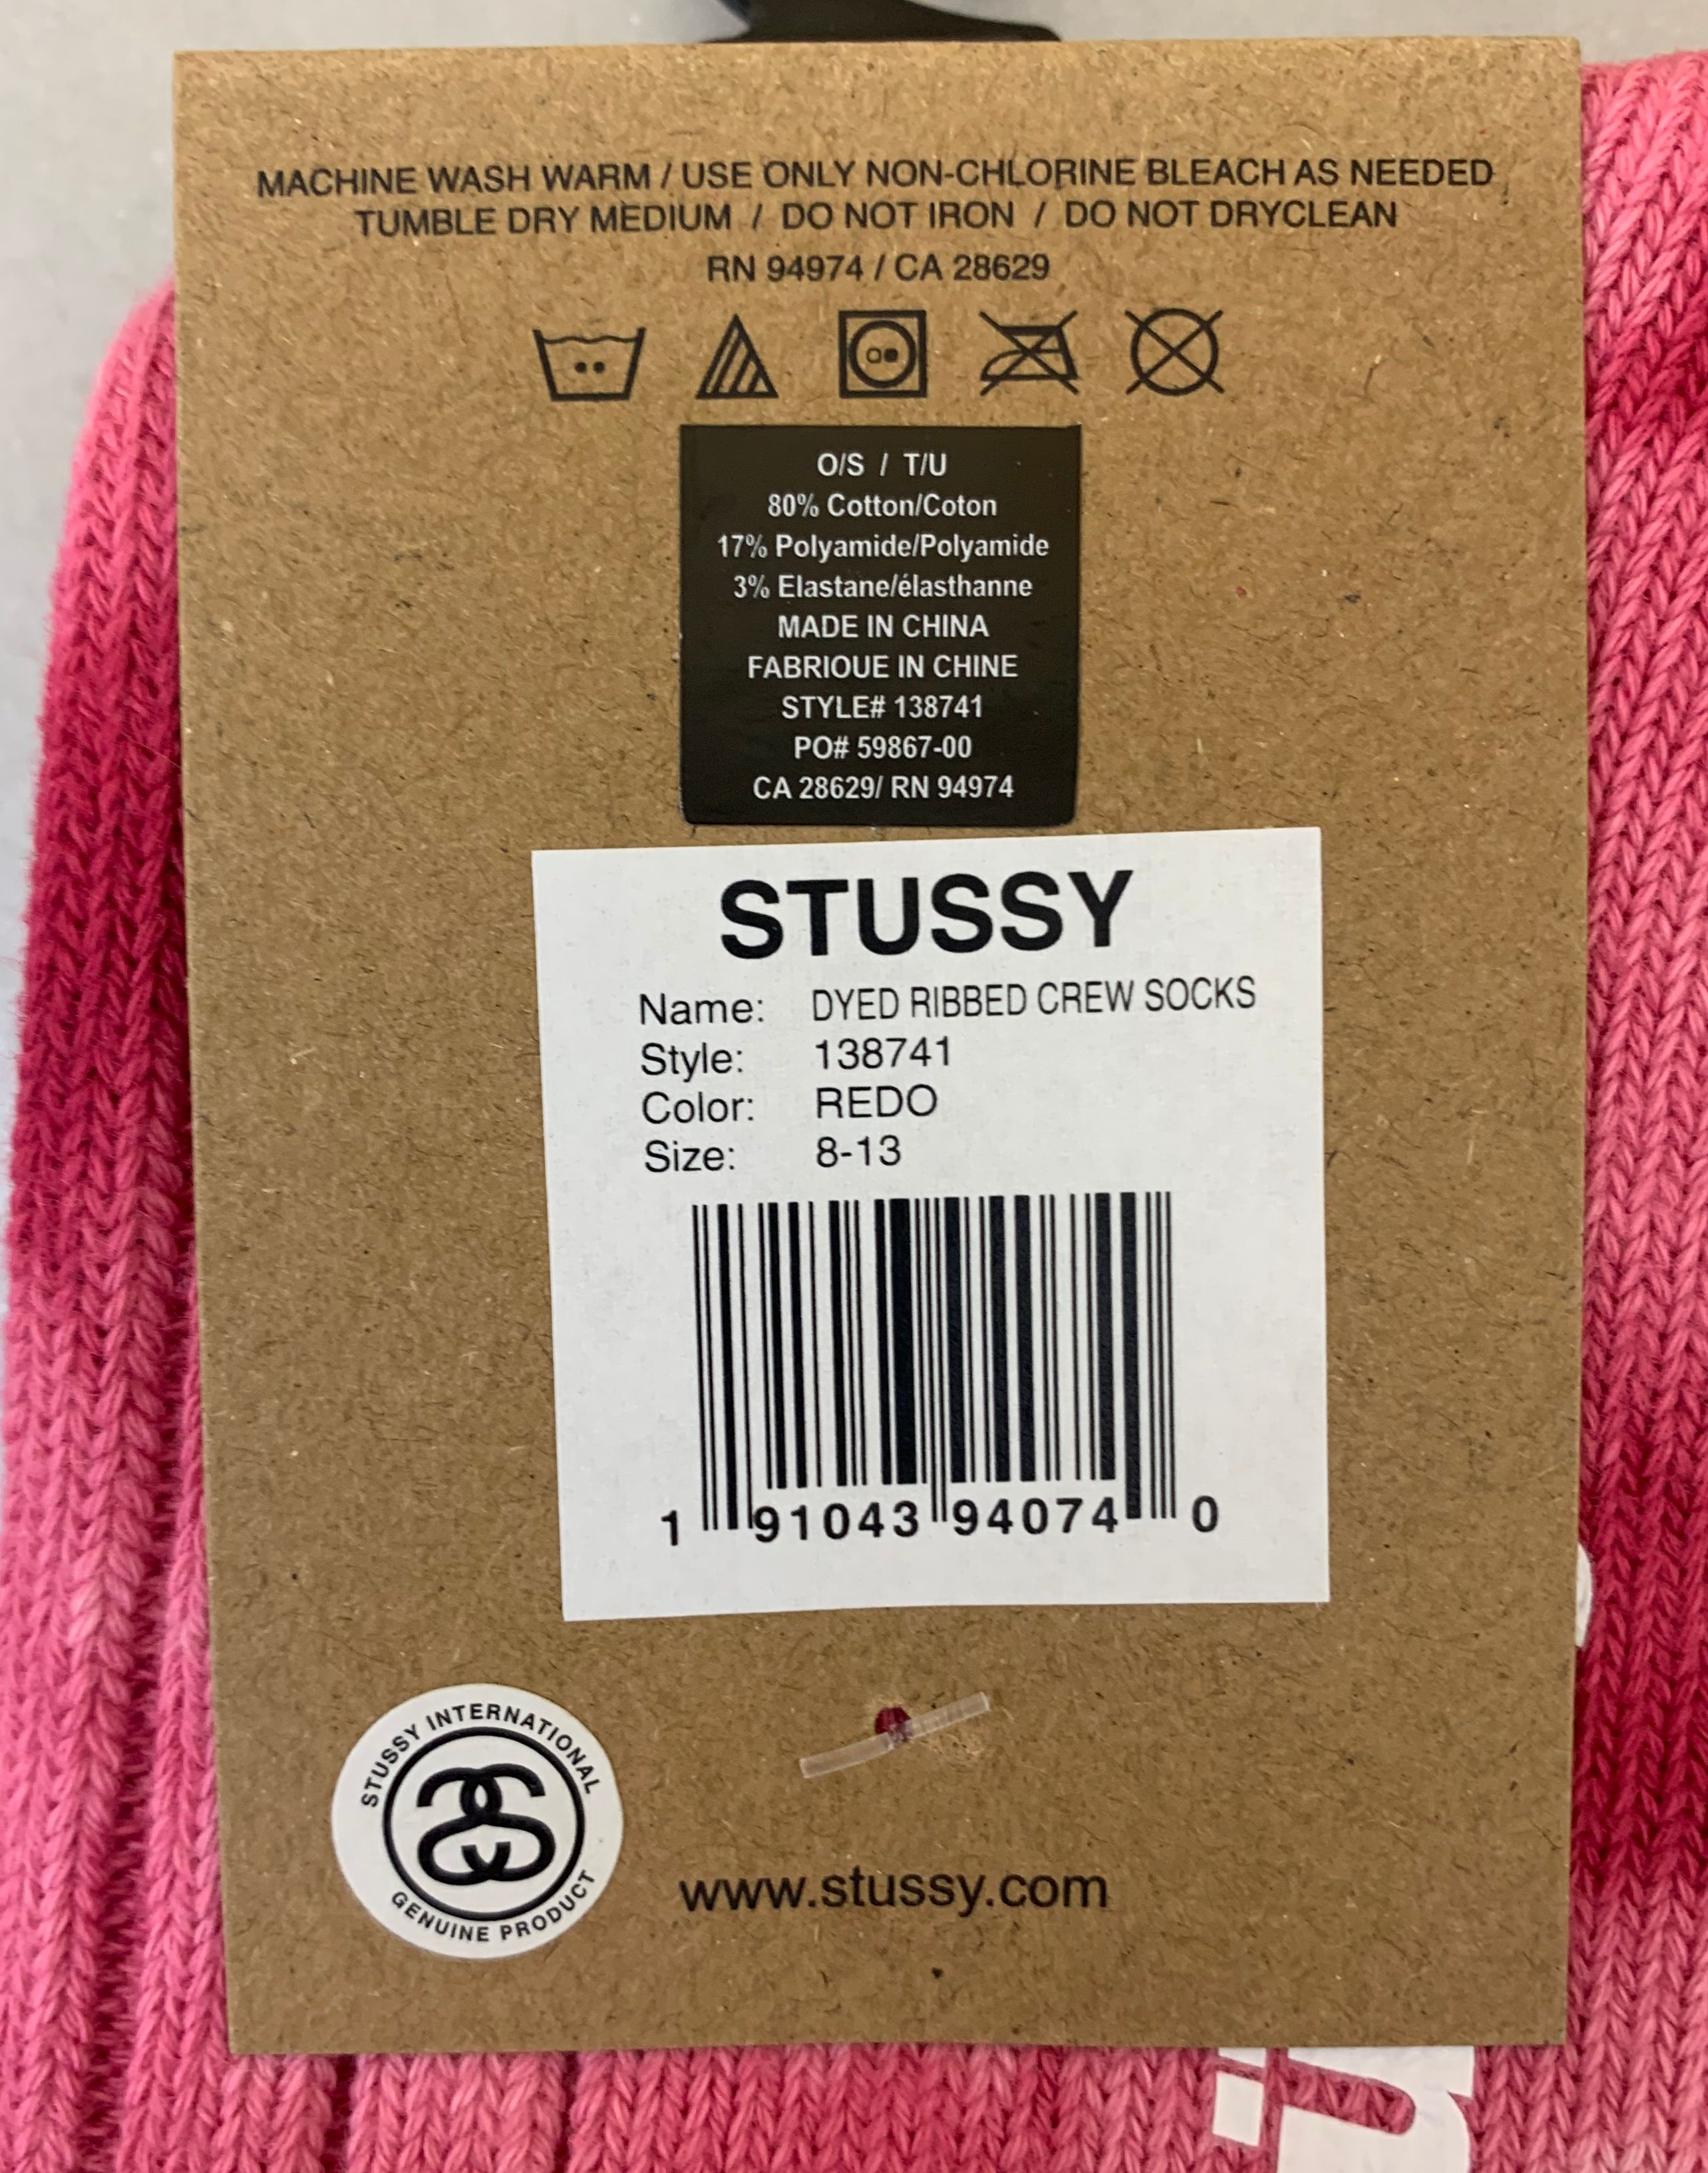 MACHINE WASH WARM / USE ONLY NON-CHLORINE BLEACH AS NEEDED
TUMBLE DRY MEDIUM / DO NOT IRON / DO NOT DRYCLEAN
RN 94974 / CA 28629
O/S / T/U
80% Cotton/Coton
17% Polyamide/Polyamide
3% Elastane/élasthanne
MADE IN CHINA
FABRIOUE IN CHINE
STYLE# 138741
PO# 59867-00
CA 28629/ RN 94974
STUSSY
Name: DYED RIBBED CREW SOCKS
Style: 138741
Color: REDO
Size: 8-13
1 91043 94074 0
STUSSY INTERNATIONAL
GENUINE PRODUCT
www.stussy.com